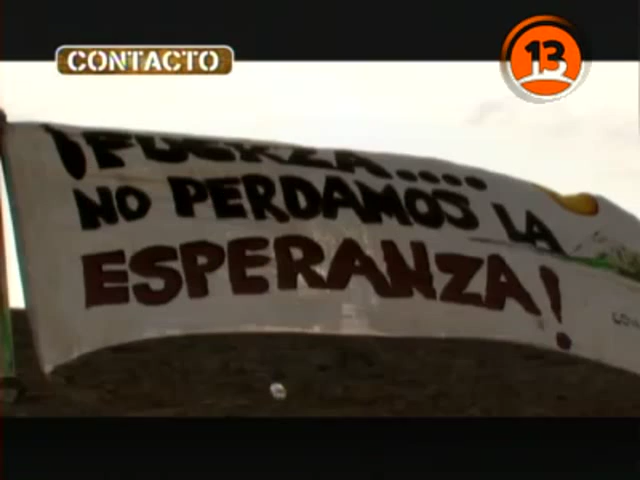 CONTACTO
13
¡FUERZA....
NO PERDAMOS LA
ESPERANZA!